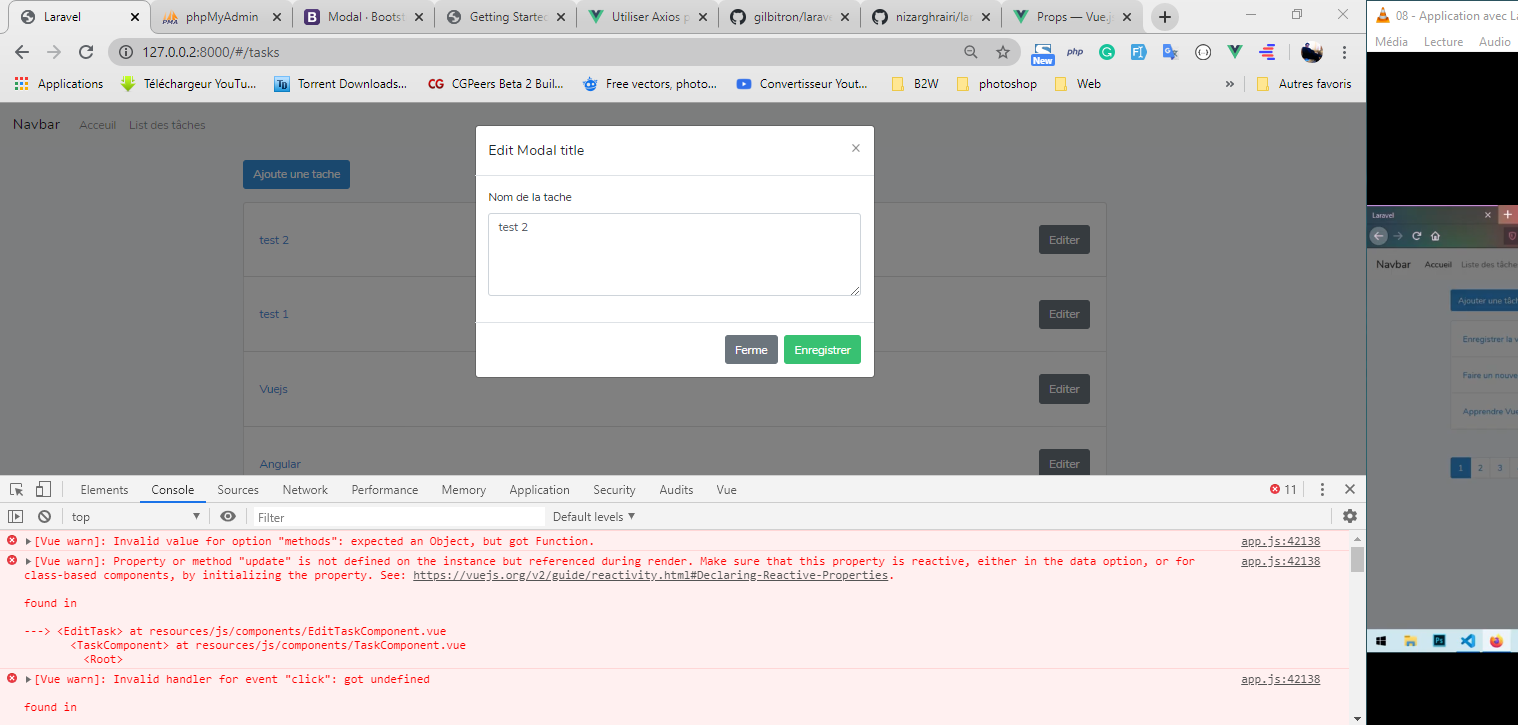 Laravel
phpMyAdmin
Modal · Bootst
Getting Started
Utiliser Axios p
gilbitron/larave
nizarghrairi/lar
Props — Vue.js
08 - Application avec La
Média Lecture Audio
127.0.0.2:8000/#/tasks
php
New
Applications
Téléchargeur YouTu...
Torrent Downloads...
CG CGPeers Beta 2 Buil...
Free vectors, photo...
Convertisseur Yout...
B2W
photoshop
Web
»
Autres favoris
Navbar Acceuil List des tâches
Edit Modal title ×
Ajoute une tache
Nom de la tache
test 2
test 2 Editer
test 1 Editer
Ferme Enregistrer
Vuejs Editer
Angular Editer
Laravel
Navbar Accueil Liste des tâche
Ajouter une tâch
Enregistrer la v
Faire un nouve
Apprendre Vue
1 2 3
Elements Console Sources Network Performance Memory Application Security Audits Vue 11
top Filter Default levels
[Vue warn]: Invalid value for option "methods": expected an Object, but got Function. app.js:42138
[Vue warn]: Property or method "update" is not defined on the instance but referenced during render. Make sure that this property is reactive, either in the data option, or for app.js:42138
class-based components, by initializing the property. See: https://vuejs.org/v2/guide/reactivity.html#Declaring-Reactive-Properties.
found in
---> <EditTask> at resources/js/components/EditTaskComponent.vue
<TaskComponent> at resources/js/components/TaskComponent.vue
<Root>
[Vue warn]: Invalid handler for event "click": got undefined app.js:42138
found in